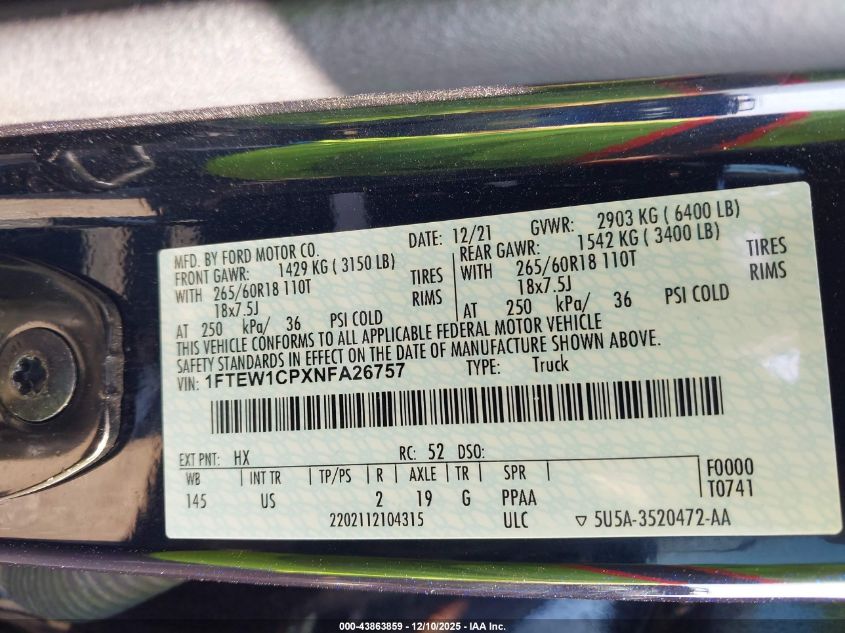 MFD. BY FORD MOTOR CO. DATE: 12/21 GVWR: 2903 KG ( 6400 LB)
FRONT GAWR: 1429 KG ( 3150 LB) REAR GAWR: 1542 KG ( 3400 LB)
WITH 265/60R18 110T TIRES WITH 265/60R18 110T TIRES
18x7.5J RIMS 18x7.5J RIMS
AT 250 kPa/ 36 PSI COLD AT 250 kPa/ 36 PSI COLD
THIS VEHICLE CONFORMS TO ALL APPLICABLE FEDERAL MOTOR VEHICLE
SAFETY STANDARDS IN EFFECT ON THE DATE OF MANUFACTURE SHOWN ABOVE.
VIN: 1FTEW1CPXNFA26757 TYPE: Truck
EXT PNT: HX RC: 52 DSO:
WB INT TR TP/PS R AXLE TR SPR F0000
145 US 2 19 G PPAA T0741
2202112104315 ULC ▽ 5U5A-3520472-AA
000-43863859 - 12/10/2025 - IAA Inc.